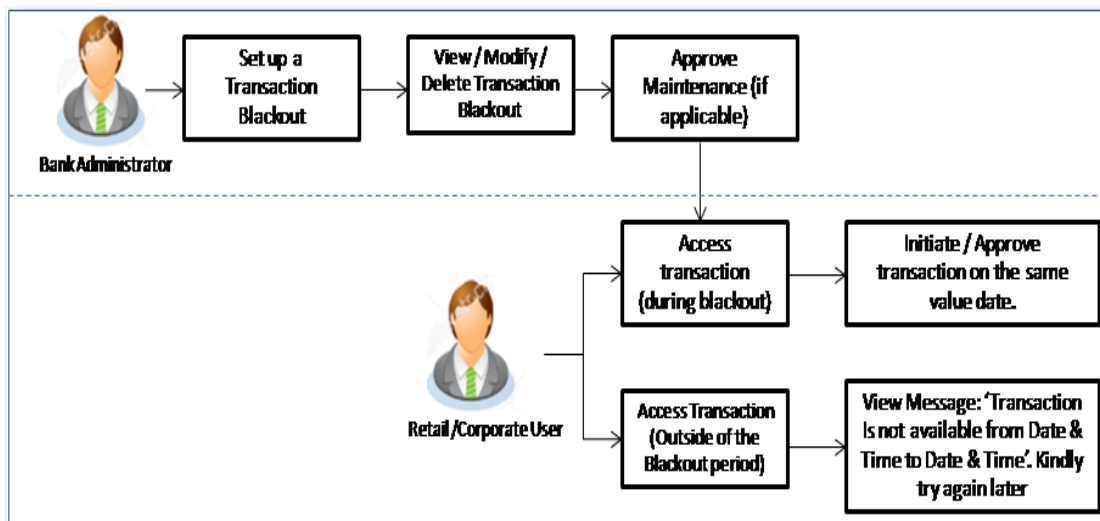 Set up a
Transaction
Blackout
View / Modify /
Delete Transaction
Blackout
Approve
Maintenance (if
applicable)
Bank Administrator
Access
transaction
(during blackout)
Initiate / Approve
transaction on the same
value date.
Retail /Corporate User
Access Transaction
(Outside of the
Blackout period)
View Message: ‘Transaction
Is not available from Date &
Time to Date & Time’. Kindly
try again later